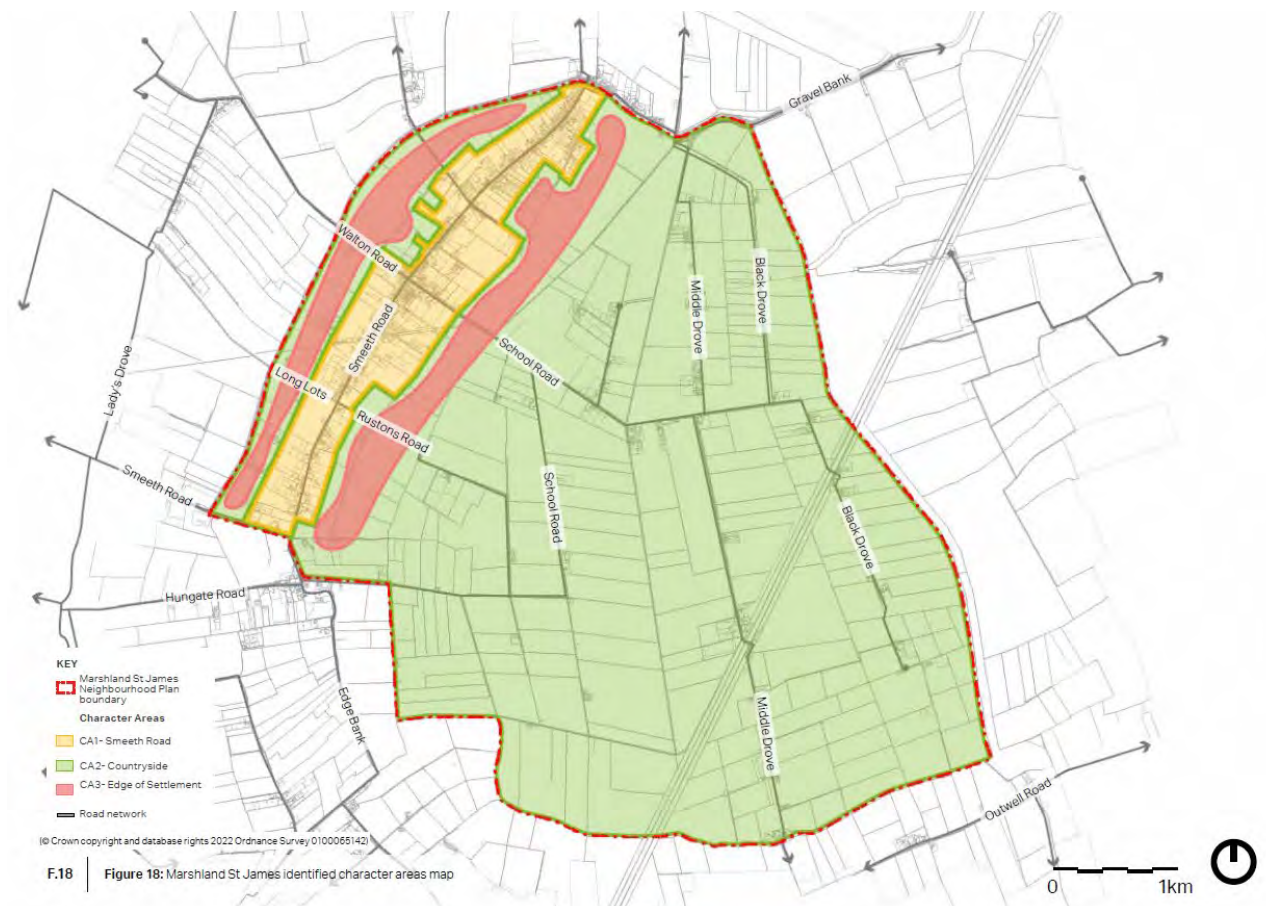 Gravel Bank
Walton Road
Black Drove
Middle Drove
Smeeth Road
School Road
Lady's Drove
Long Lots
Rustons Road
Smeeth Road
School Road
Black Drove
Hungate Road
Edge Bank
Middle Drove
Outwell Road
KEY
Marshland St James
Neighbourhood Plan
boundary
Character Areas
CA1- Smeeth Road
CA2- Countryside
CA3- Edge of Settlement
Road network
(© Crown copyright and database rights 2022 Ordnance Survey 0100065142)
F.18 Figure 18: Marshland St James identified character areas map
0 1km